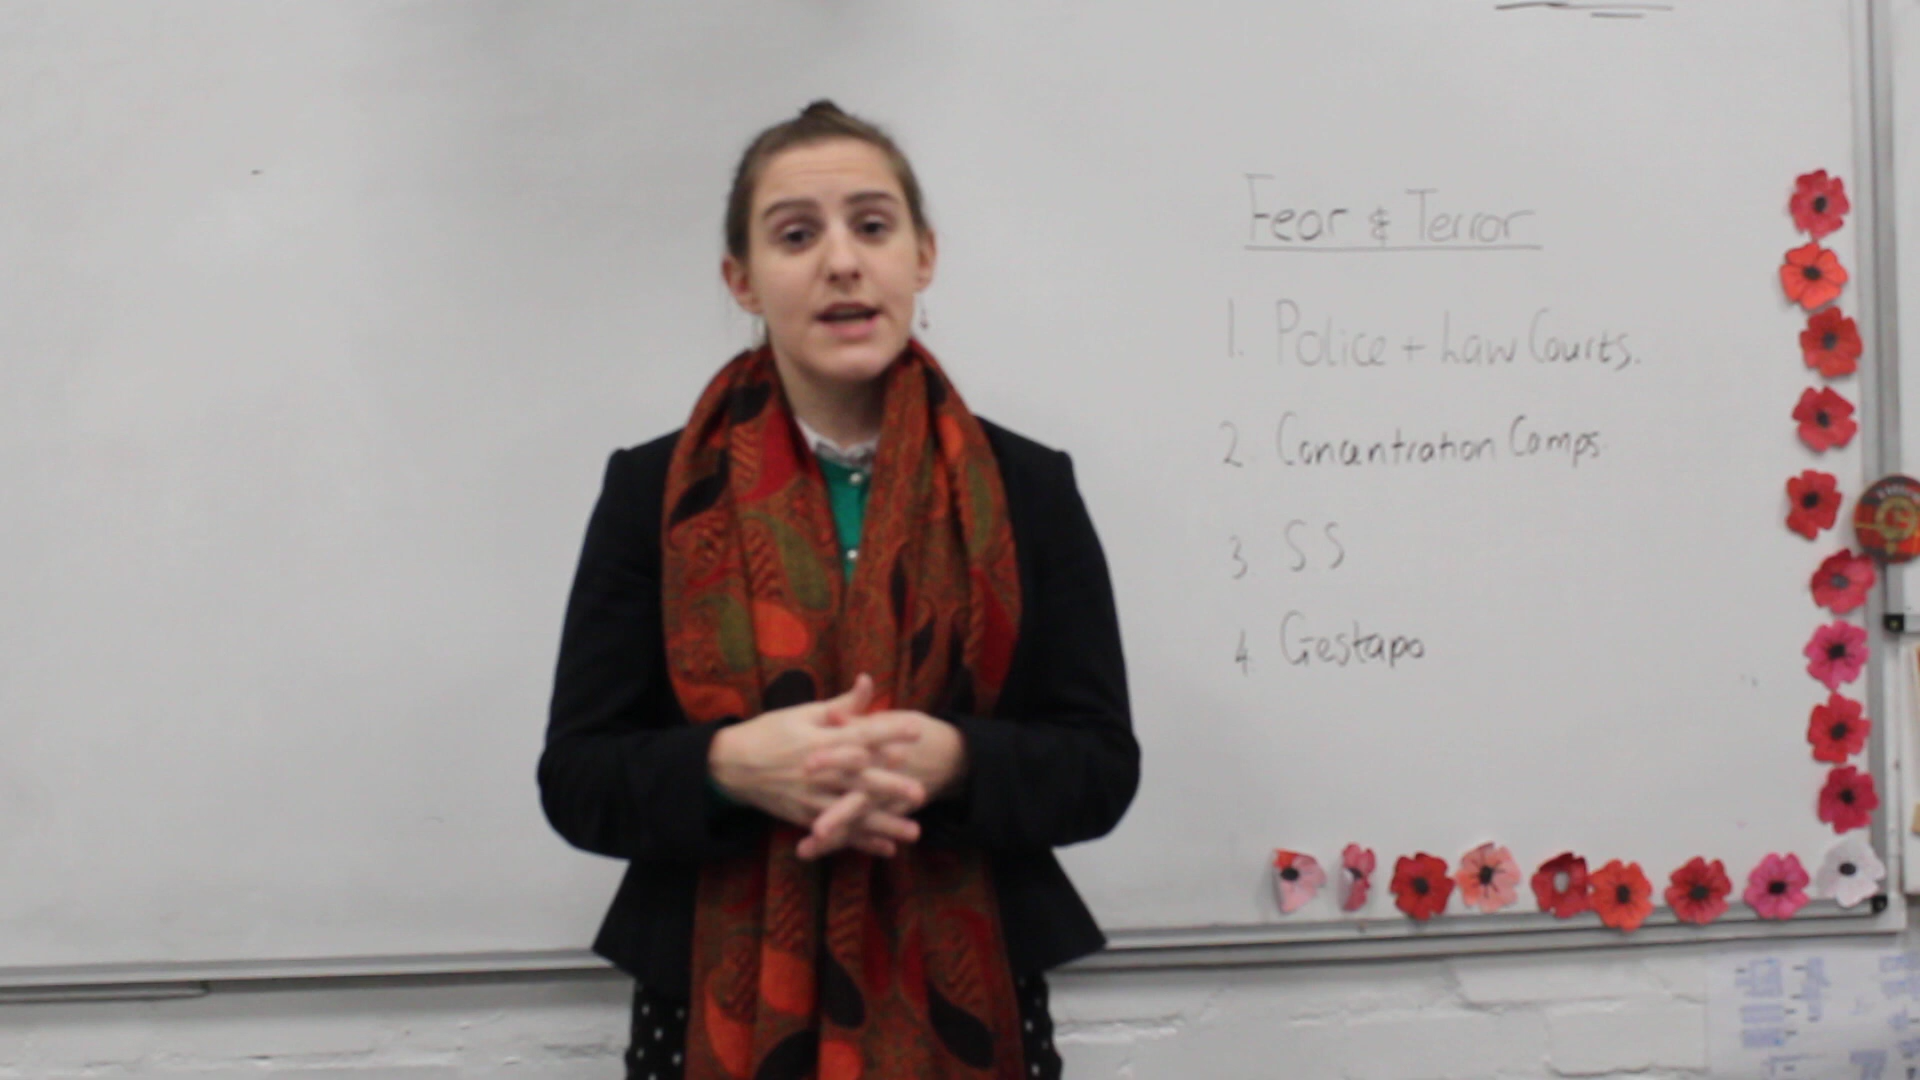 Fear & Terror
1. Police + Law Courts.
2. Concentration Camps.
3 SS
4 Gestapo